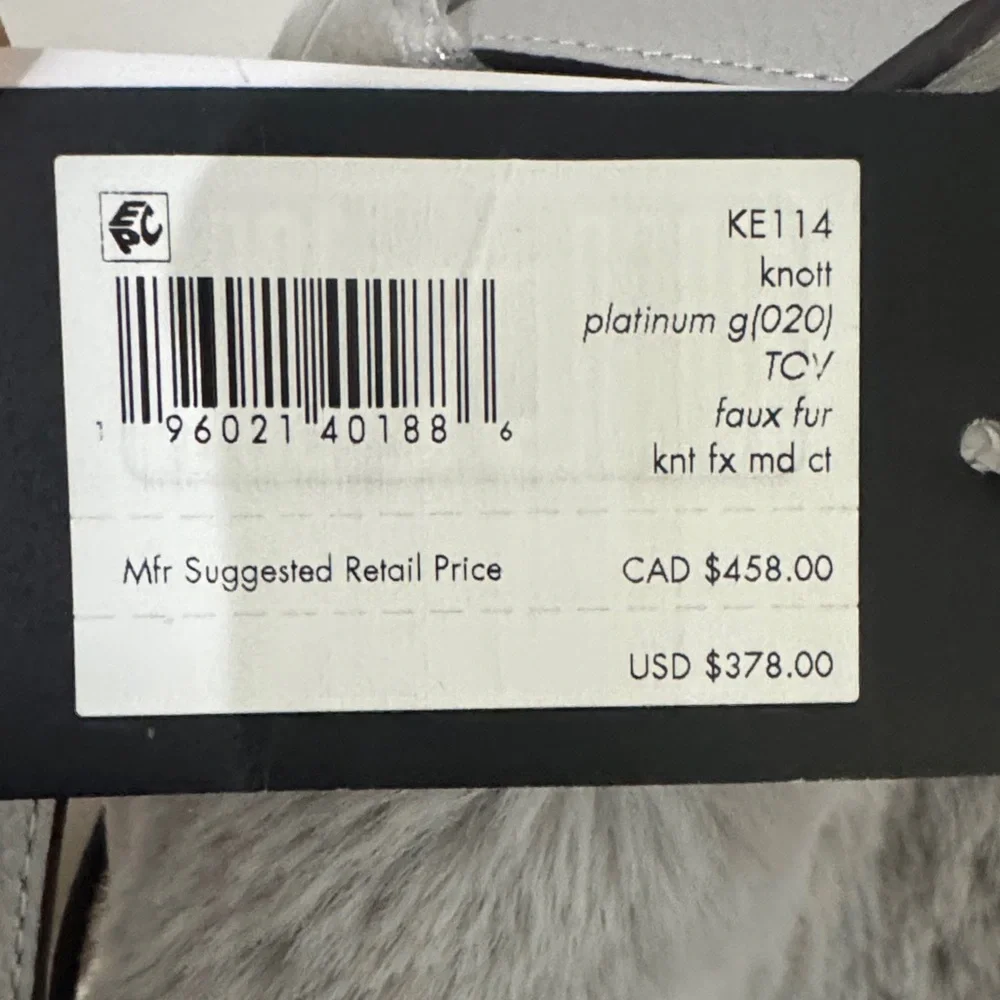 EPC
KE114
knott
platinum g(020)
TCV
faux fur
knt fx md ct
1 96021 40188 6
Mfr Suggested Retail Price CAD $458.00
USD $378.00